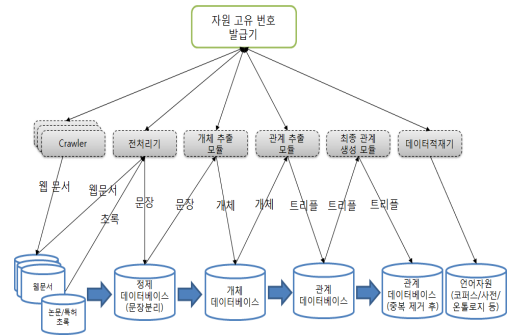 자원 고유 번호
발급기
Crawler
전처리기
개체 추출
모듈
관계 추출
모듈
최종 관계
생성 모듈
데이터적재기
웹 문서
웹문서
초록
문장
문장
개체
개체
트리플
트리플
트리플
웹문서
논문/특허
초록
정제
데이터베이스
(문장분리)
개체
데이터베이스
관계
데이터베이스
관계
데이터베이스
(중복 제거 후)
언어자원
(코퍼스/사전/
온톨로지 등)